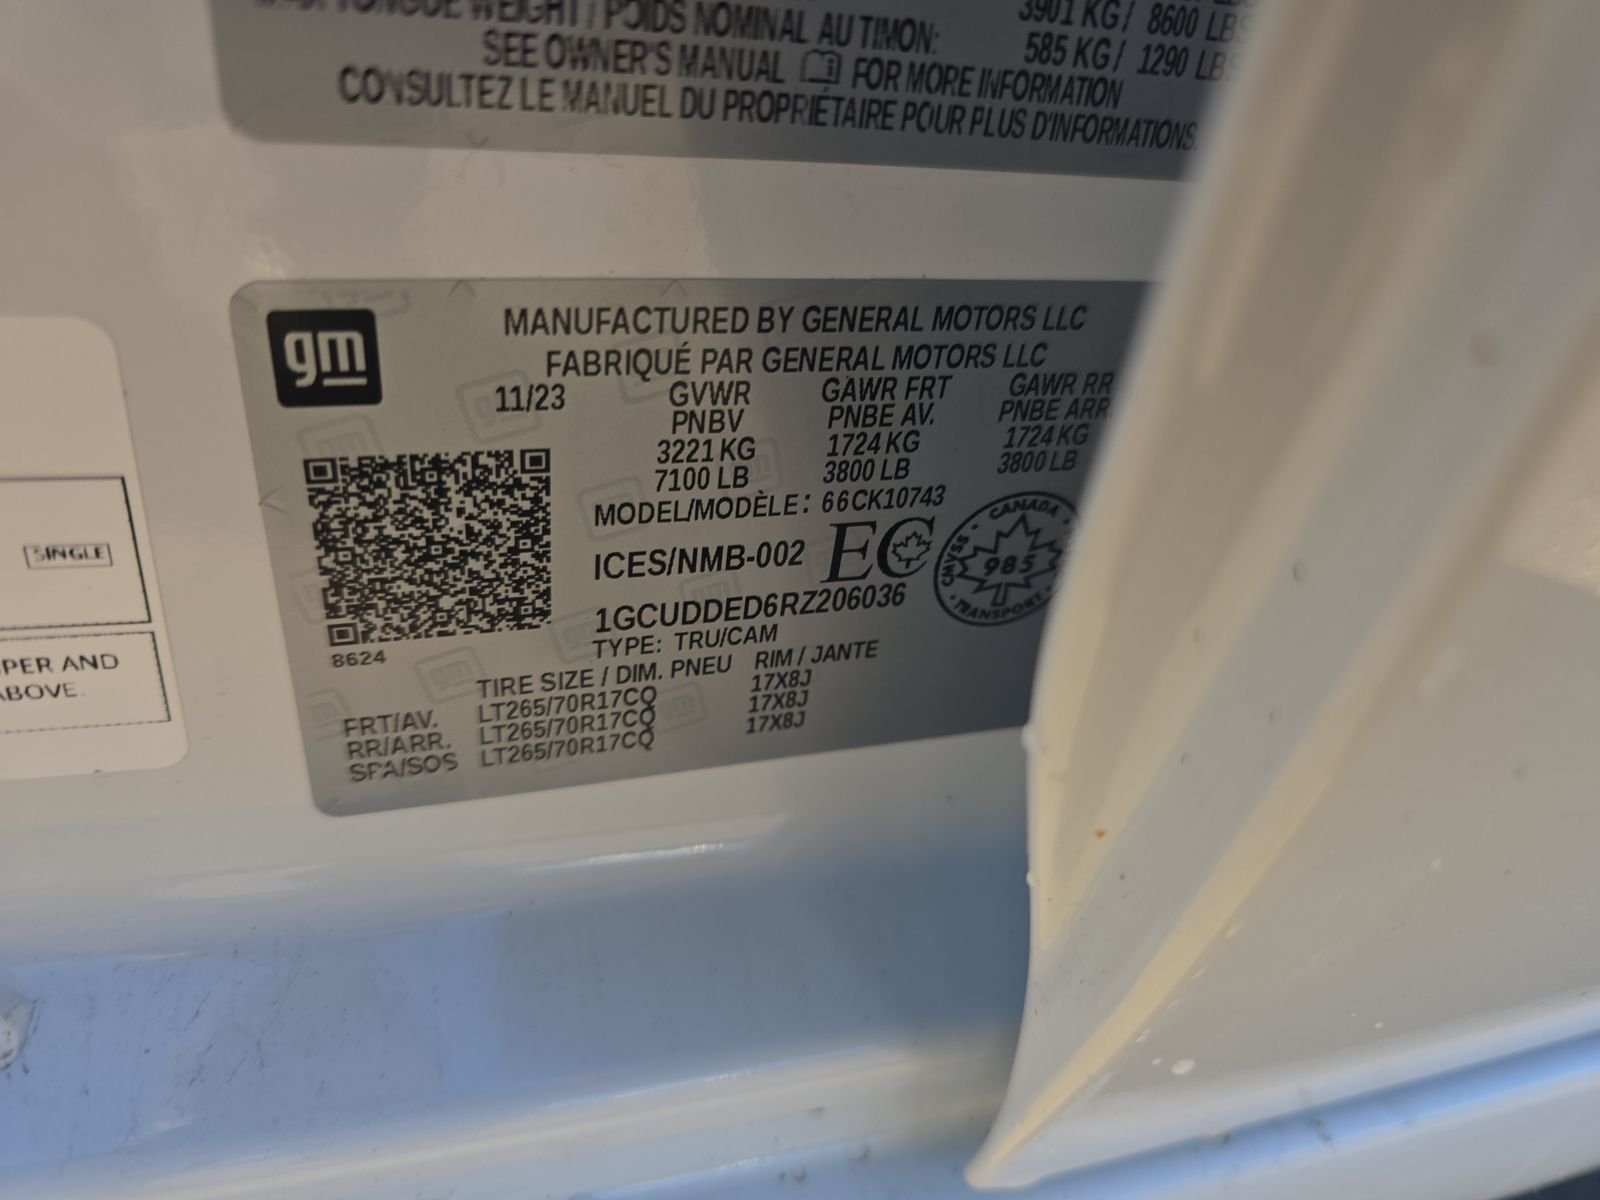 TONGUE WEIGHT / POIDS NOMINAL AU TIMON:
3901 KG / 8600 LBS
585 KG / 1290 LBS
SEE OWNER'S MANUAL FOR MORE INFORMATION
CONSULTEZ LE MANUEL DU PROPRIÉTAIRE POUR PLUS D'INFORMATIONS.
gm
MANUFACTURED BY GENERAL MOTORS LLC
FABRIQUÉ PAR GENERAL MOTORS LLC
11/23 GVWR GAWR FRT GAWR RR
PNBV PNBE AV. PNBE ARR
3221 KG 1724 KG 1724 KG
7100 LB 3800 LB 3800 LB
MODEL/MODÈLE: 66CK10743
ICES/NMB-002 EC
CANADA
CMVSS 985
TRANSPORT
1GCUDDED6RZ206036
TYPE: TRU/CAM
8624
TIRE SIZE / DIM. PNEU RIM / JANTE
FRT/AV. LT265/70R17CQ 17X8J
RR/ARR. LT265/70R17CQ 17X8J
SPA/SOS LT265/70R17CQ 17X8J
SINGLE
PER AND
ABOVE.